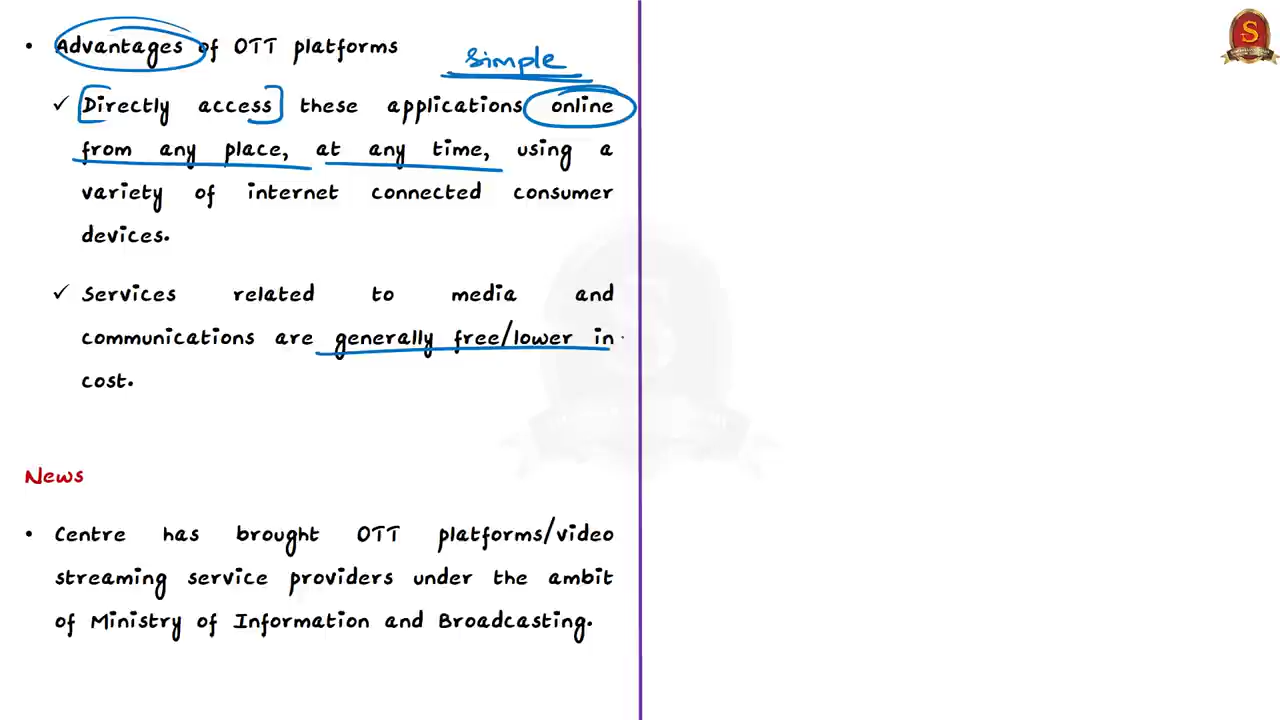 • Advantages of OTT platforms
simple
✓ Directly access these applications online
from any place, at any time, using a
variety of internet connected consumer
devices.
✓ Services related to media and
communications are generally free/lower in
cost.
News
• Centre has brought OTT platforms/video
streaming service providers under the ambit
of Ministry of Information and Broadcasting.
S